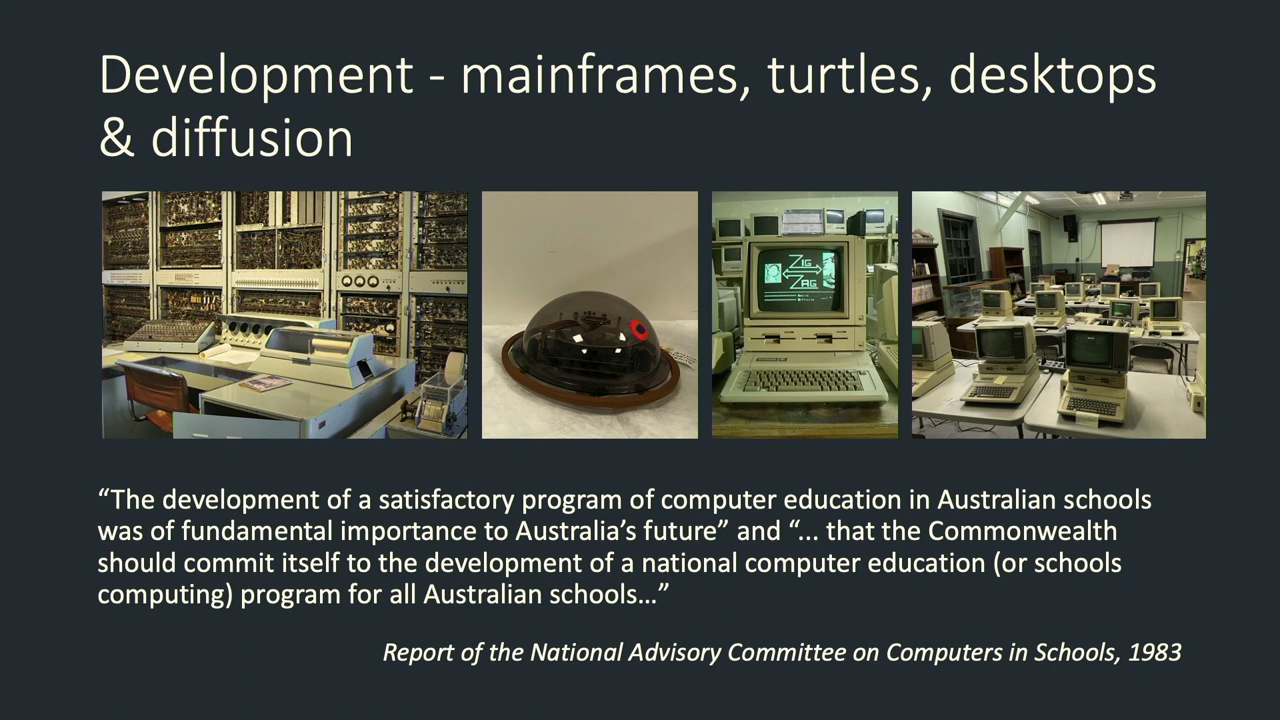 Development - mainframes, turtles, desktops
& diffusion
ZIG
ZAG
“The development of a satisfactory program of computer education in Australian schools
was of fundamental importance to Australia’s future” and “... that the Commonwealth
should commit itself to the development of a national computer education (or schools
computing) program for all Australian schools…”
Report of the National Advisory Committee on Computers in Schools, 1983